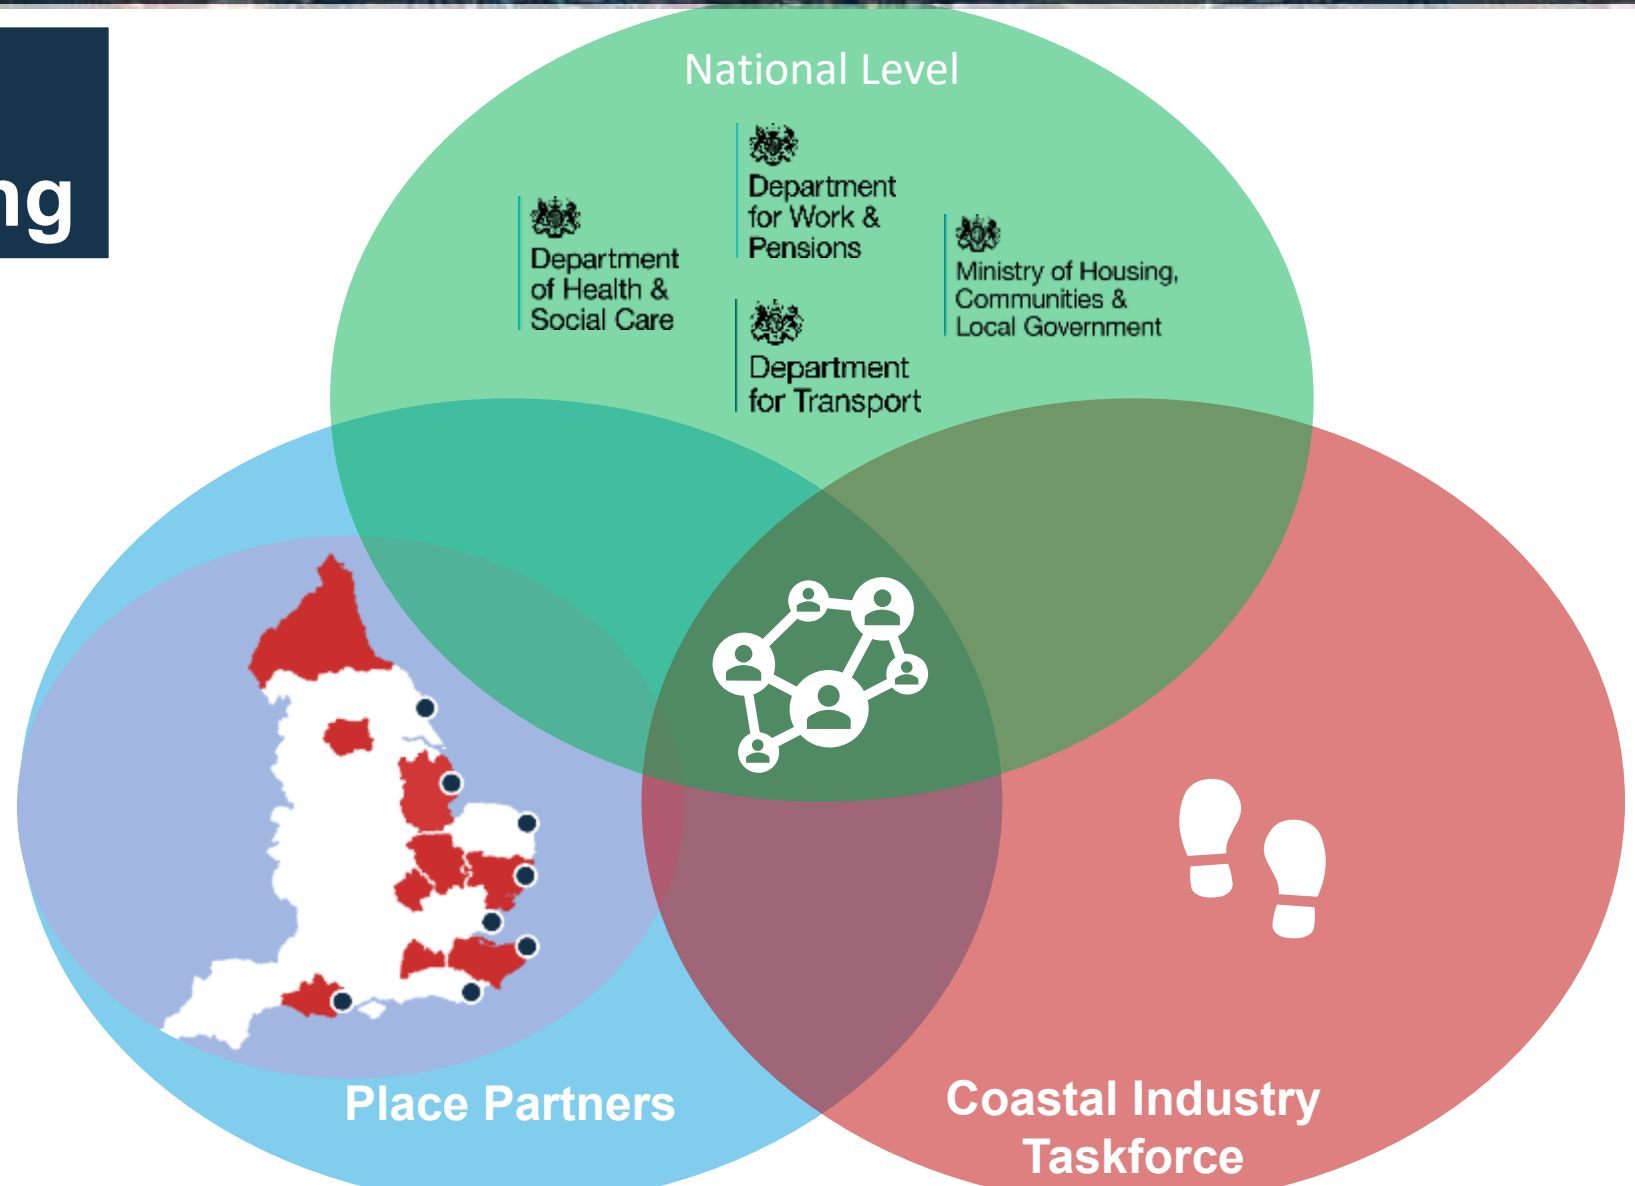 ng
National Level
Department
for Work &
Pensions
Department
of Health &
Social Care
Ministry of Housing,
Communities &
Local Government
Department
for Transport
Place Partners
Coastal Industry
Taskforce